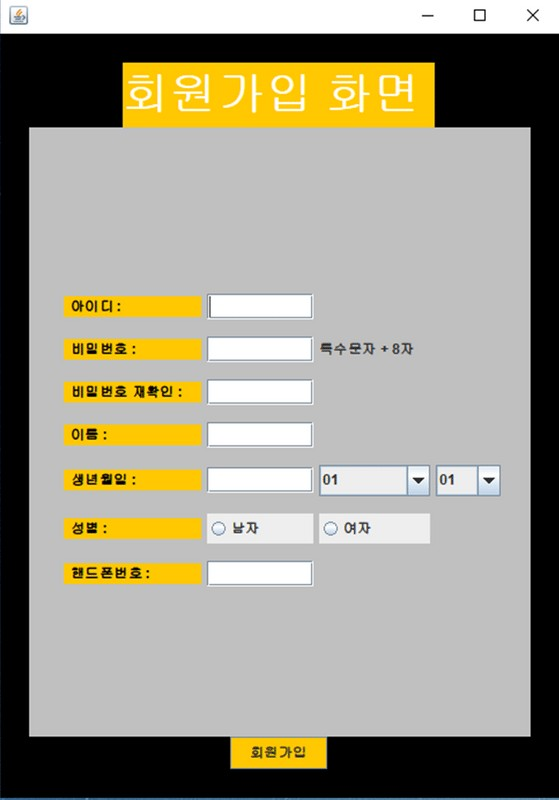 회원가입 화면
아이디 :
비밀번호 : 특수문자 + 8자
비밀번호 재확인 :
이름 :
생년월일 : 01 01
성별 : 남자 여자
핸드폰번호 :
회원가입